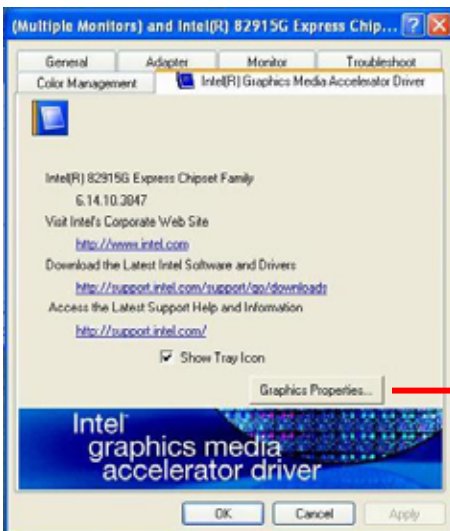 (Multiple Monitors) and Intel(R) 82915G Express Chip...
General Adapter Monitor Troubleshoot
Color Management Intel(R) Graphics Media Accelerator Driver
Intel(R) 82915G Express Chipset Family
6.14.10.3847
Visit Intel's Corporate Web Site
http://www.intel.com
Download the Latest Intel Software and Drivers
http://support.intel.com/support/go/downloads
Access the Latest Support Help and Information
http://support.intel.com/
Show Tray Icon
Graphics Properties...
Intel®
graphics media
accelerator driver
OK Cancel Apply